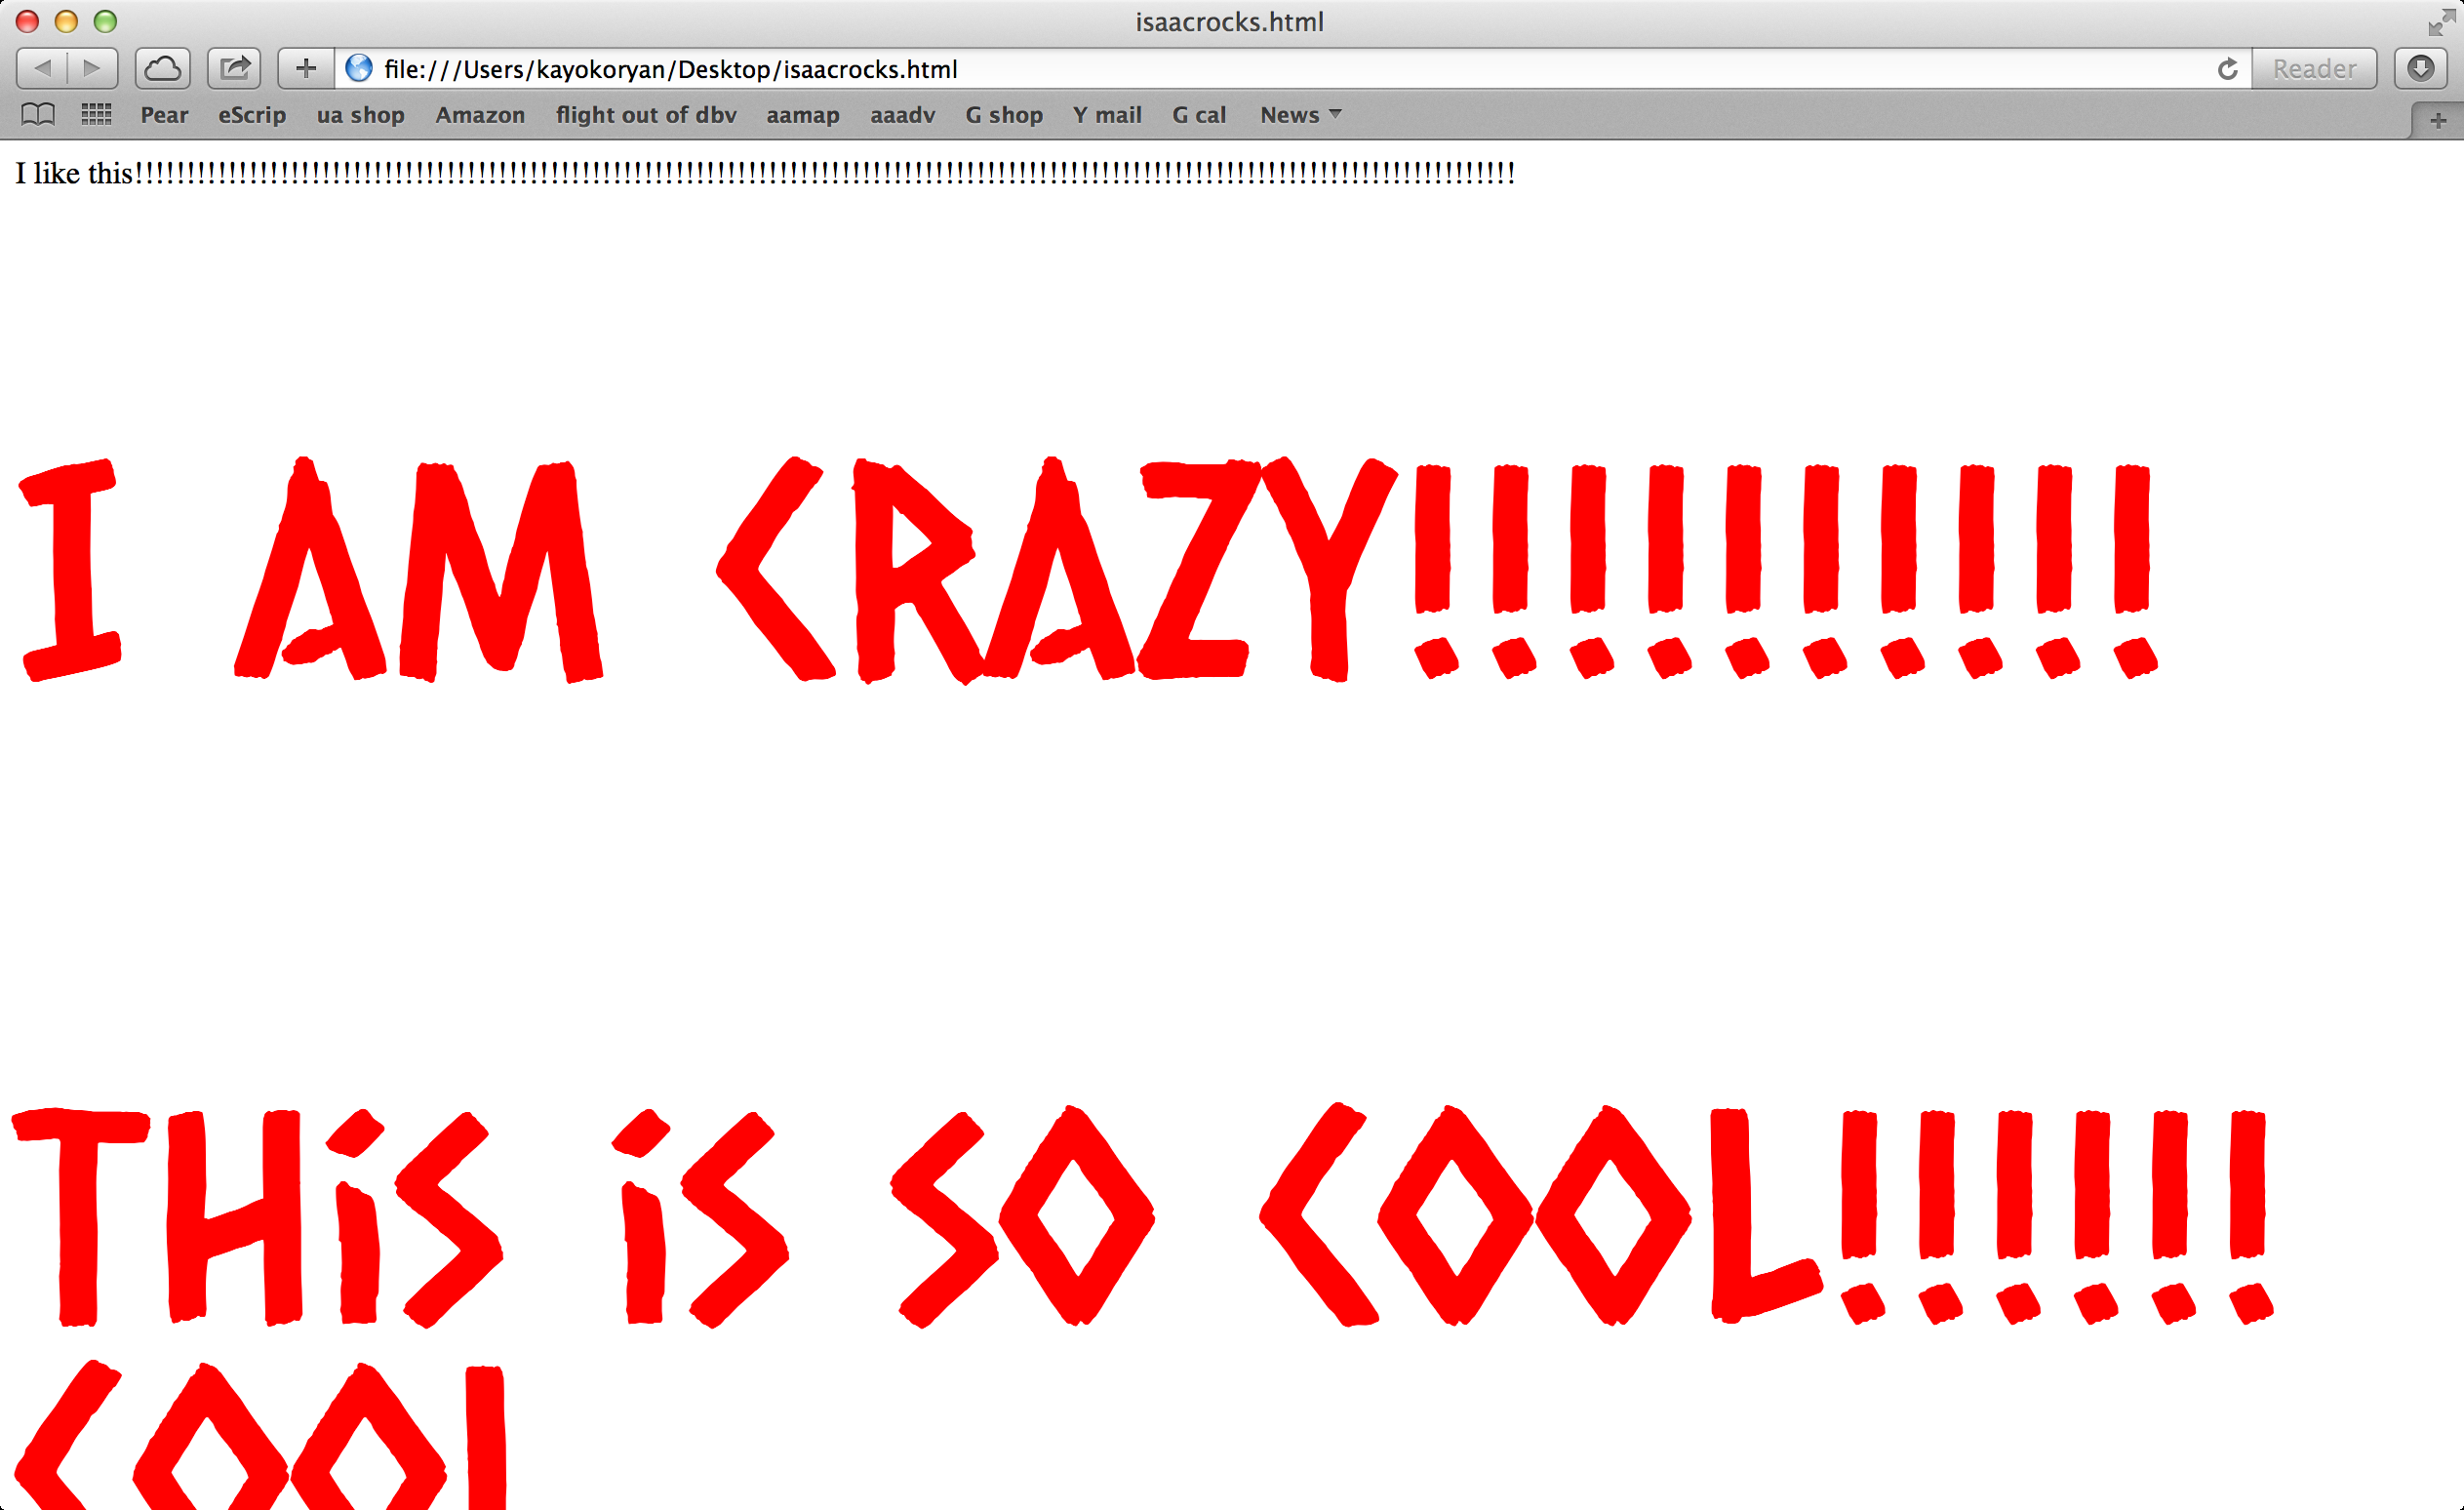 isaacrocks.html
file:///Users/kayokoryan/Desktop/isaacrocks.html
Reader
Pear eScrip ua shop Amazon flight out of dbv aamap aaadv G shop Y mail G cal News
I like this!!!!!!!!!!!!!!!!!!!!!!!!!!!!!!!!!!!!!!!!!!!!!!!!!!!!!!!!!!!!!!!!!!!!!!!!!!!!!!!!!!!!!!!!!!!!!!!!!!!!!!!!!!!!!!!!!!!!!!!!!!!!!!!!!!!!!
I AM CRAZY!!!!!!!!!!
THiS iS SO COOL!!!!!!
COOL